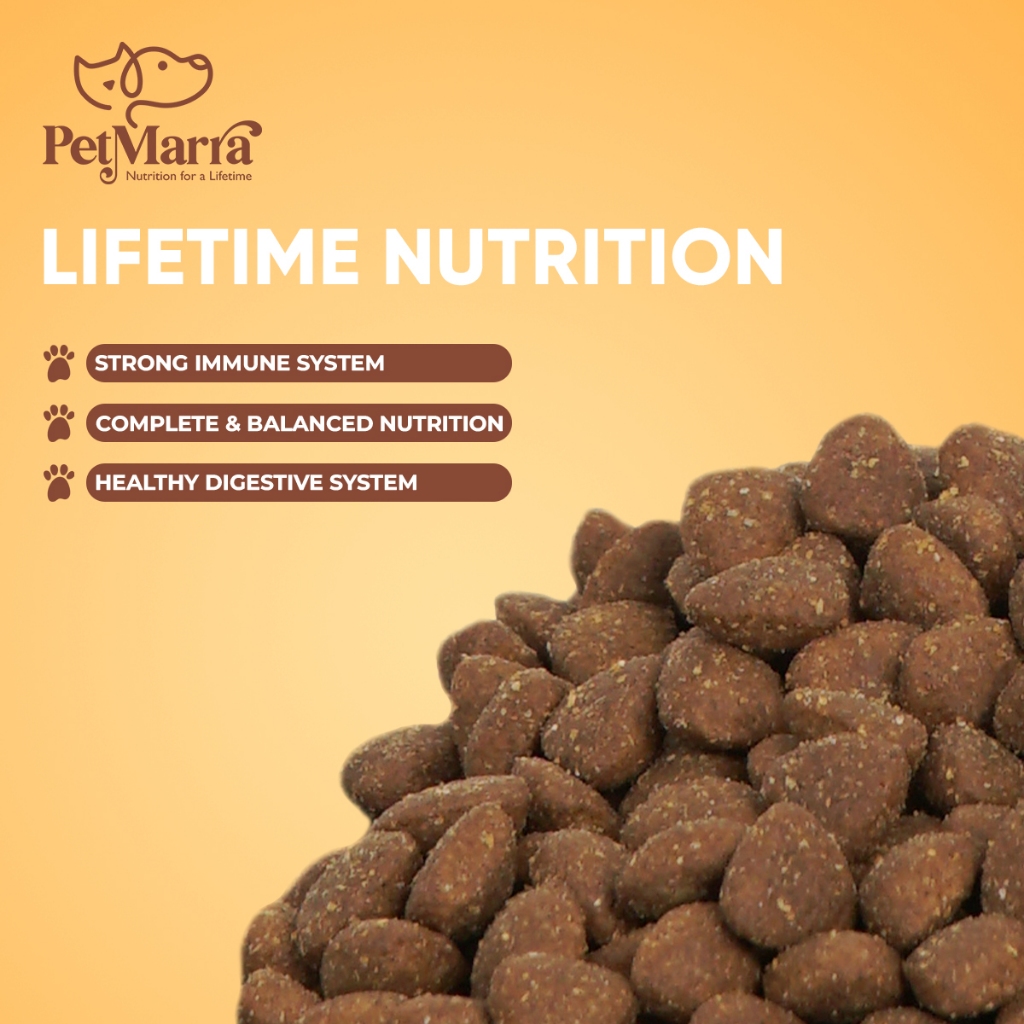 PetMarra
Nutrition for a Lifetime
LIFETIME NUTRITION
STRONG IMMUNE SYSTEM
COMPLETE & BALANCED NUTRITION
HEALTHY DIGESTIVE SYSTEM